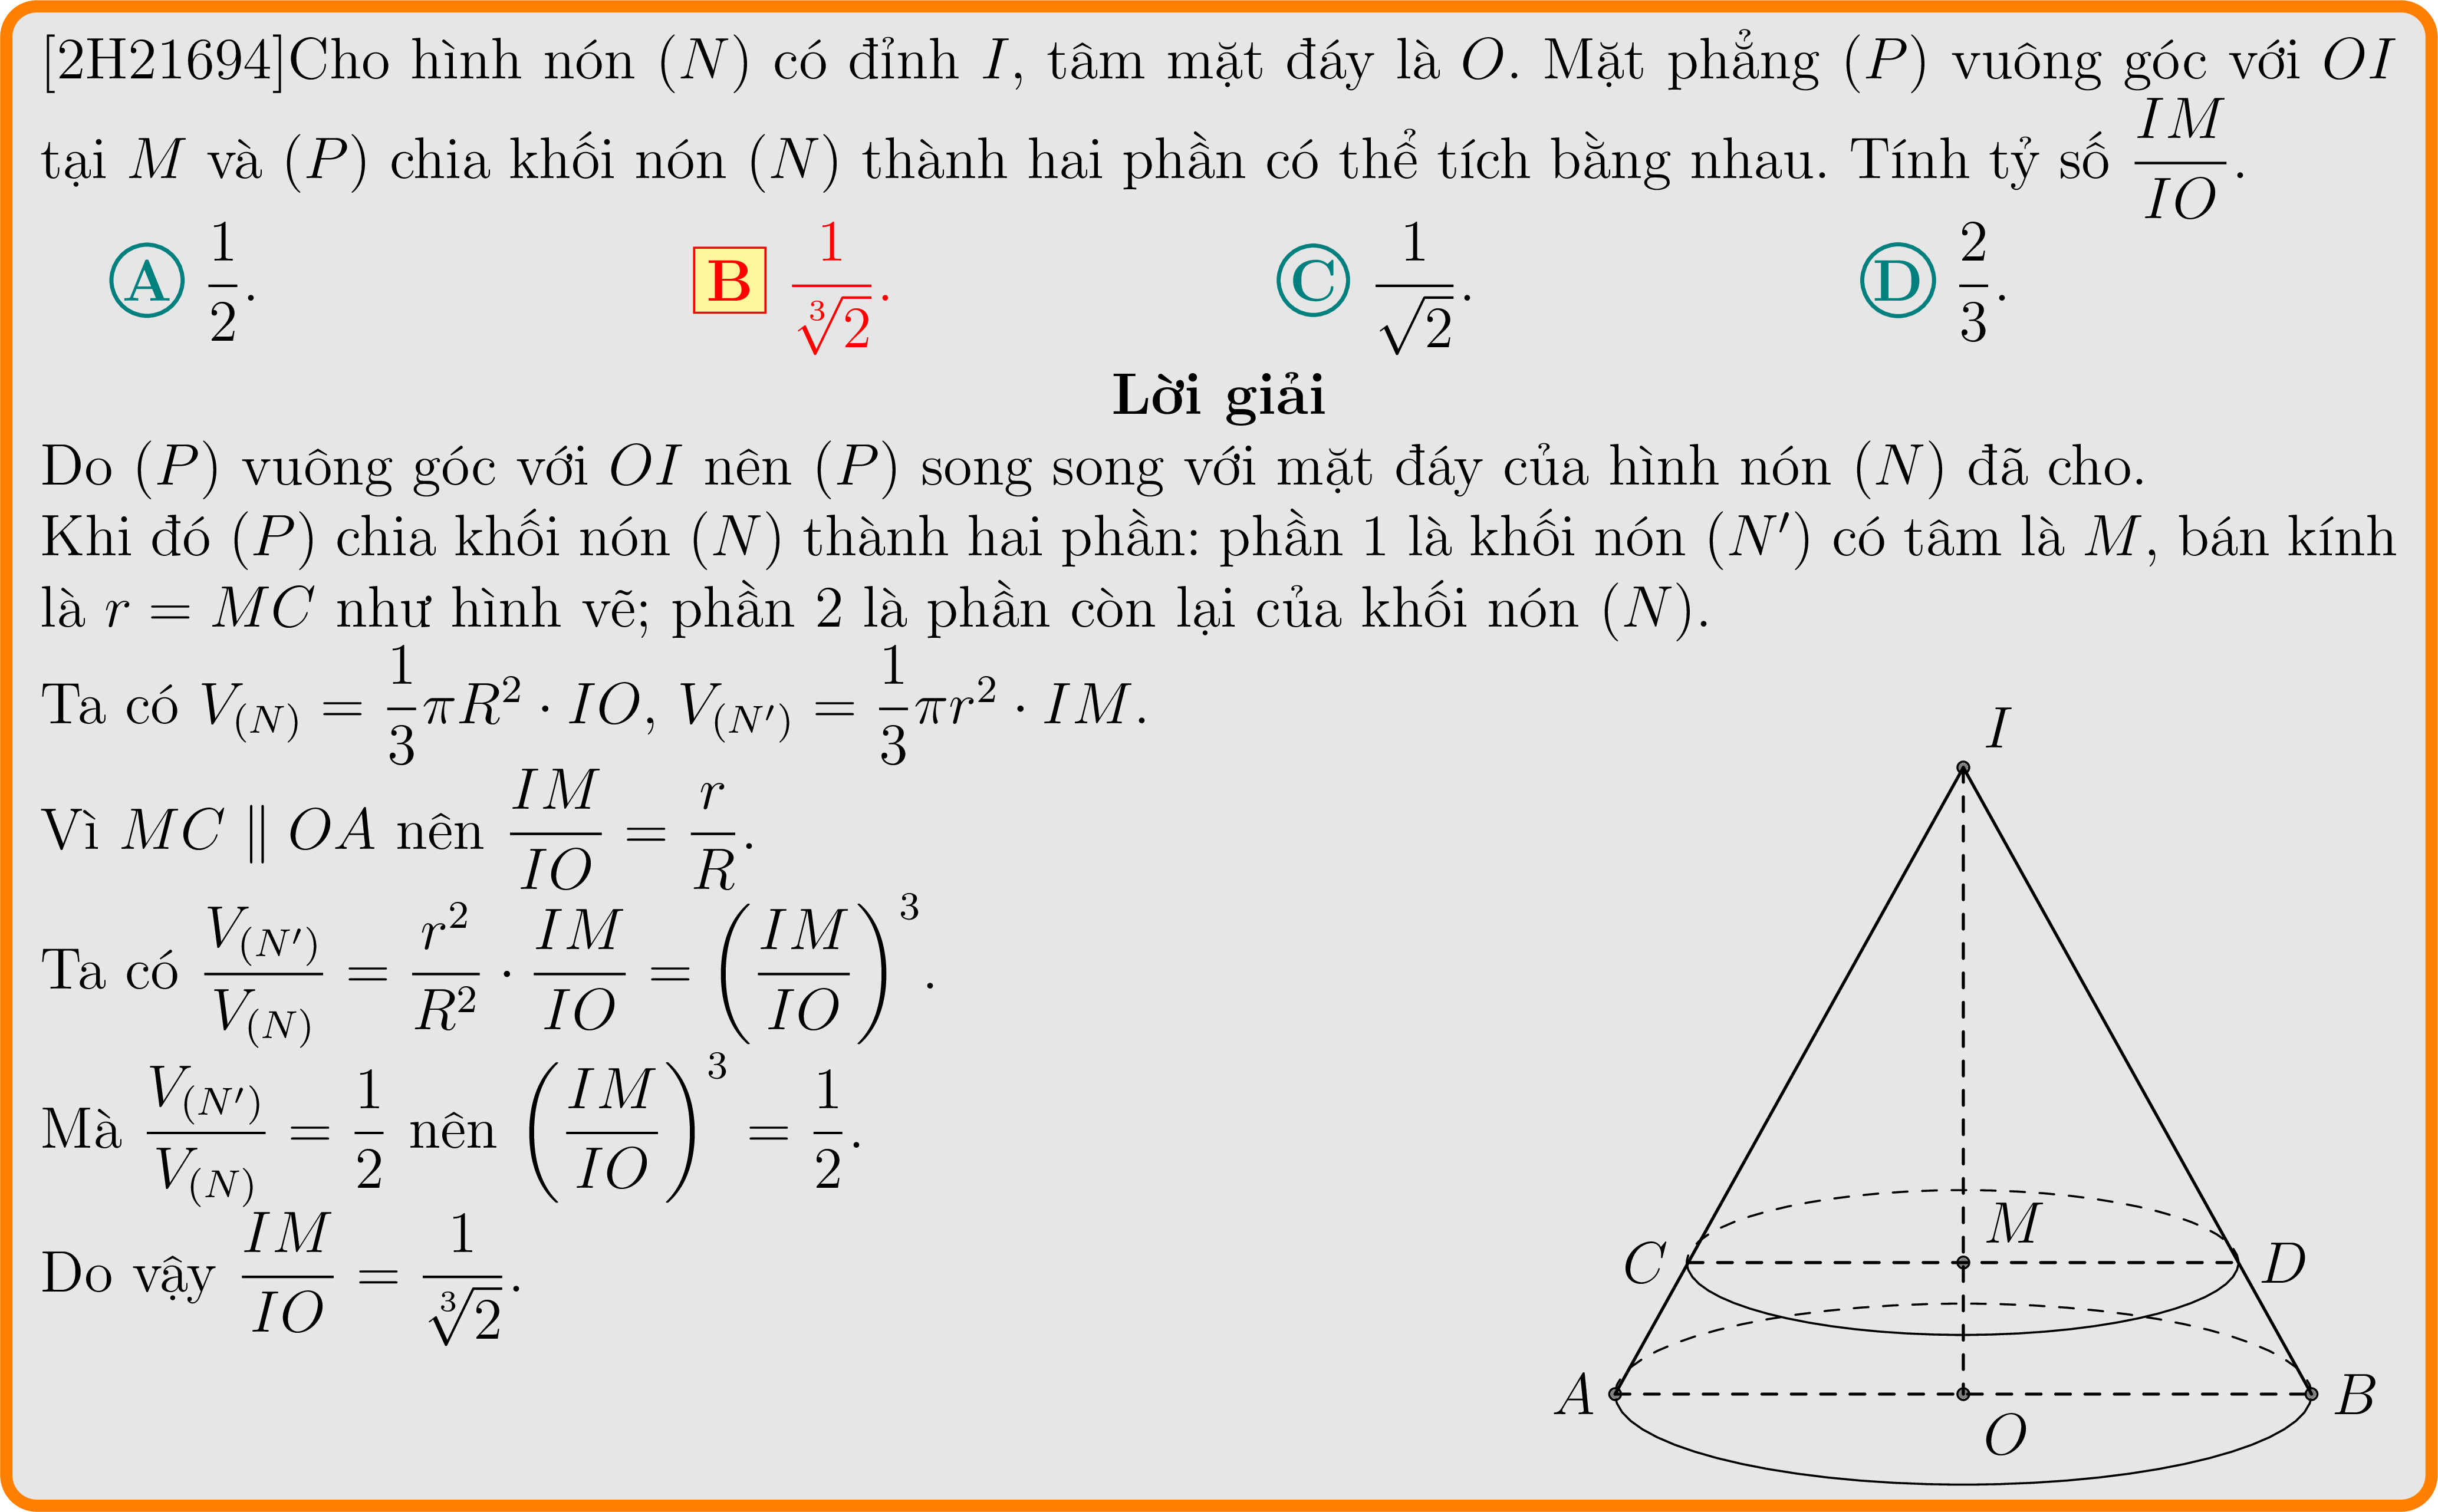 [2H21694]Cho hình nón (N) có đỉnh I, tâm mặt đáy là O. Mặt phẳng (P) vuông góc với OI
tại M và (P) chia khối nón (N) thành hai phần có thể tích bằng nhau. Tính tỷ số \frac{IM}{IO}.
A \frac{1}{2}. B \frac{1}{\sqrt[3]{2}}. C \frac{1}{\sqrt{2}}. D \frac{2}{3}.
Lời giải
Do (P) vuông góc với OI nên (P) song song với mặt đáy của hình nón (N) đã cho.
Khi đó (P) chia khối nón (N) thành hai phần: phần 1 là khối nón (N′) có tâm là M, bán kính
là r = MC như hình vẽ; phần 2 là phần còn lại của khối nón (N).
Ta có V_{(N)} = \frac{1}{3}πR^2 · IO, V_{(N′)} = \frac{1}{3}πr^2 · IM.
Vì MC ∥ OA nên \frac{IM}{IO} = \frac{r}{R}.
Ta có \frac{V_{(N′)}}{V_{(N)}} = \frac{r^2}{R^2} · \frac{IM}{IO} = \left(\frac{IM}{IO}\right)^3.
Mà \frac{V_{(N′)}}{V_{(N)}} = \frac{1}{2} nên \left(\frac{IM}{IO}\right)^3 = \frac{1}{2}.
Do vậy \frac{IM}{IO} = \frac{1}{\sqrt[3]{2}}.
I
M
C
D
A
B
O